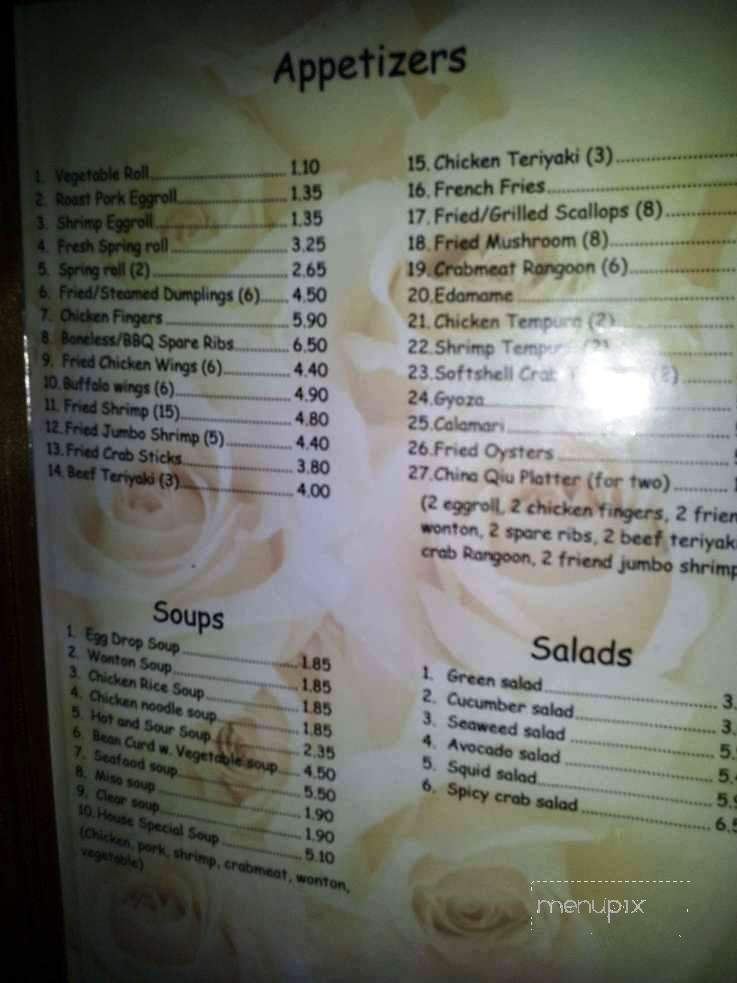 Appetizers
1. Vegetable Roll 1.10
2. Roast Pork Eggroll 1.35
3. Shrimp Eggroll 1.35
4. Fresh Spring roll 3.25
5. Spring roll (2) 2.65
6. Fried/Steamed Dumplings (6) 4.50
7. Chicken Fingers 5.90
8. Boneless/BBQ Spare Ribs 6.50
9. Fried Chicken Wings (6) 4.40
10. Buffalo wings (6) 4.90
11. Fried Shrimp (15) 4.80
12. Fried Jumbo Shrimp (5) 4.40
13. Fried Crab Sticks 3.80
14. Beef Teriyaki (3) 4.00
15. Chicken Teriyaki (3)
16. French Fries
17. Fried/Grilled Scallops (8)
18. Fried Mushroom (8)
19. Crabmeat Rangoon (6)
20. Edamame
21. Chicken Tempura (2)
22. Shrimp
23. Softshell Crab
24. Gyoza
25. Calamari
26. Fried Oysters
27. China Qiu Platter (for two)
(2 eggroll, 2 chicken fingers, 2 frien
wonton, 2 spare ribs, 2 beef teriyaki
crab Rangoon, 2 friend jumbo shrimp
Soups
1. Egg Drop Soup 1.85
2. Wonton Soup 1.85
3. Chicken Rice Soup 1.85
4. Chicken noodle soup 1.85
5. Hot and Sour Soup 2.35
6. Bean Curd w. Vegetable soup 4.50
7. Seafood soup 5.50
8. Miso soup 1.90
9. Clear soup 1.90
10. House Special Soup 5.10
(Chicken, pork, shrimp, crabmeat, wonton,
vegetable)
Salads
1. Green salad 3.
2. Cucumber salad 3.
3. Seaweed salad 5.
4. Avocado salad 5.
5. Squid salad 5.
6. Spicy crab salad 6.5
menupix